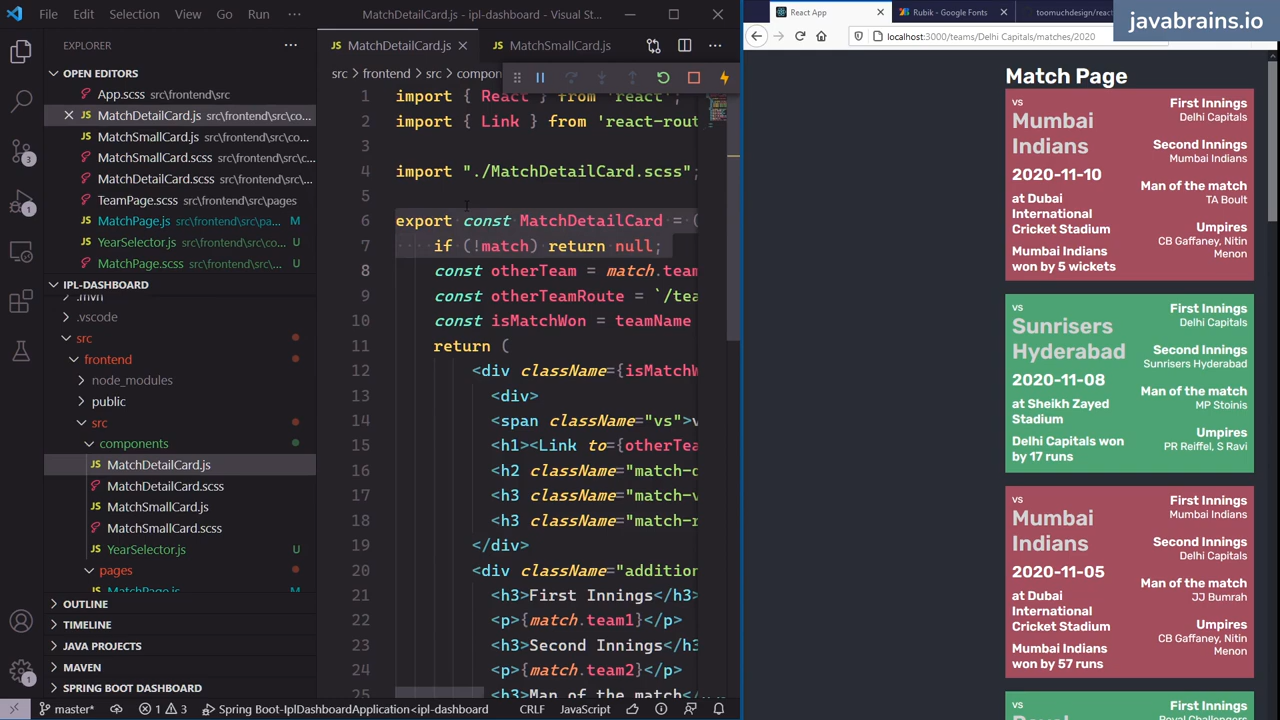 File
MatchDetailCard.js - ipl-dashboard - Visual St...
OPEN EDITORS
App.scss src\frontend\src
MatchDetailCard.js src\frontend\src\co...
MatchSmallCard.js src\frontend\src\com...
MatchSmallCard.scss src\frontend\src\...
MatchDetailCard.scss src\frontend\src\...
TeamPage.scss src\frontend\src\pages
MatchPage.js src\frontend\src\pa...
YearSelector.js src\frontend\src\...
MatchPage.scss src\frontend\src\...
IPL-DASHBOARD
.mvn
.vscode
src
frontend
node_modules
public
src
components
MatchDetailCard.js
MatchDetailCard.scss
MatchSmallCard.js
MatchSmallCard.scss
YearSelector.js U
pages
MatchPage.js U
OUTLINE
TIMELINE
JAVA PROJECTS
MAVEN
SPRING BOOT DASHBOARD
MatchDetailCard.js
MatchSmallCard.js
src > frontend > src > compon
1 import { React } from 'react';
2 import { Link } from 'react-rout
3
4 import "./MatchDetailCard.scss";
5
6 export const MatchDetailCard = (
7 if (!match) return null;
8 const otherTeam = match.team
9 const otherTeamRoute = `/tea
10 const isMatchWon = teamName
11 return (
12 <div className={isMatchW
13 <div>
14 <span className="vs">v
15 <h1><Link to={otherTea
16 <h2 className="match-d
17 <h3 className="match-v
18 <h3 className="match-r
19 </div>
20 <div className="addition
21 <h3>First Innings</h3>
22 <p>{match.team1}</p>
23 <h3>Second Innings</h3
24 <p>{match.team2}</p>
25 <h3>Man of the match</
master* 1 3 Spring Boot-IplDashboardApplication<ipl-dashboard CRLF JavaScript
React App
Rubik - Google Fonts
toomuchdesign/reac
javabrains.io
localhost:3000/teams/Delhi Capitals/matches/2020
Match Page
vs
Mumbai
Indians
2020-11-10
at Dubai
International
Cricket Stadium
Mumbai Indians
won by 5 wickets
First Innings
Delhi Capitals
Second Innings
Mumbai Indians
Man of the match
TA Boult
Umpires
CB Gaffaney, Nitin
Menon
vs
Sunrisers
Hyderabad
2020-11-08
at Sheikh Zayed
Stadium
Delhi Capitals won
by 17 runs
First Innings
Delhi Capitals
Second Innings
Sunrisers Hyderabad
Man of the match
MP Stoinis
Umpires
PR Reiffel, S Ravi
vs
Mumbai
Indians
2020-11-05
at Dubai
International
Cricket Stadium
Mumbai Indians
won by 57 runs
First Innings
Mumbai Indians
Second Innings
Delhi Capitals
Man of the match
JJ Bumrah
Umpires
CB Gaffaney, Nitin
Menon
vs
First Innings